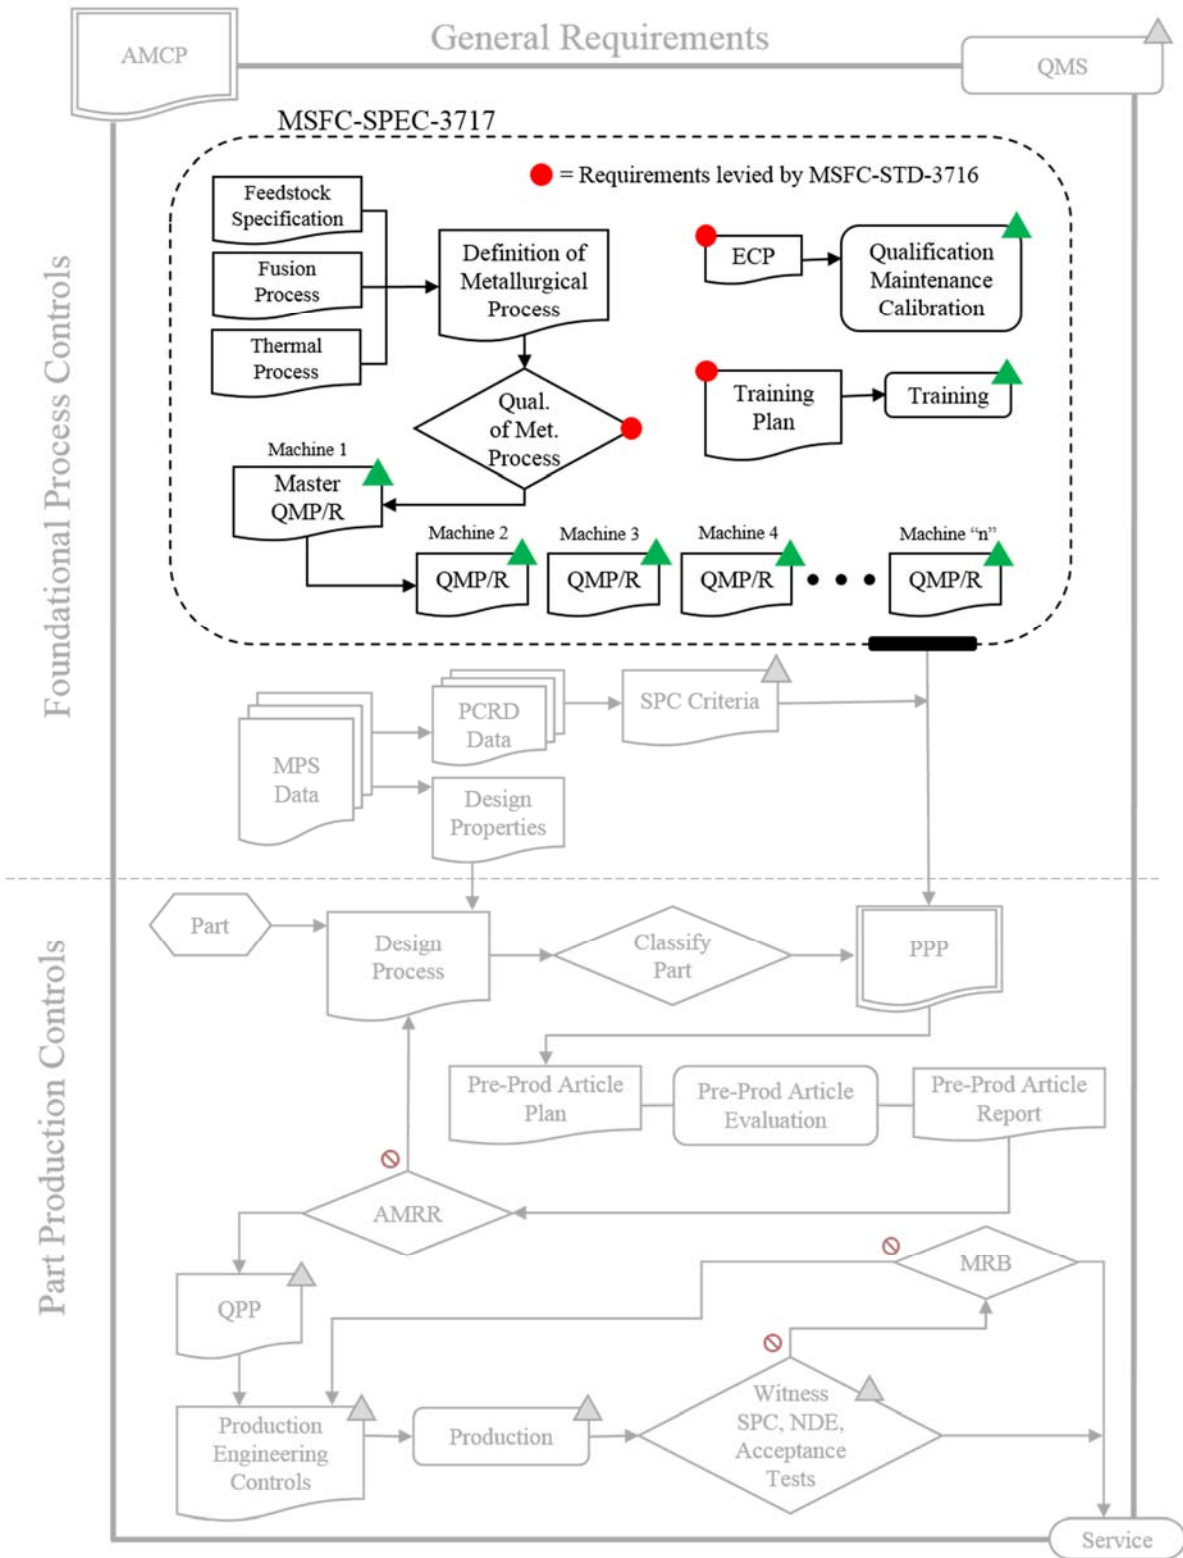 General Requirements
AMCP
QMS
MSFC-SPEC-3717
= Requirements levied by MSFC-STD-3716
Feedstock
Specification
Fusion
Process
Thermal
Process
Definition of
Metallurgical
Process
ECP
Qualification
Maintenance
Calibration
Training
Plan
Training
Qual.
of Met.
Process
Machine 1
Master
QMP/R
Machine 2
QMP/R
Machine 3
QMP/R
Machine 4
QMP/R
Machine “n”
QMP/R
Foundational Process Controls
MPS
Data
PCRD
Data
SPC Criteria
Design
Properties
Part Production Controls
Part
Design
Process
Classify
Part
PPP
Pre-Prod Article
Plan
Pre-Prod Article
Evaluation
Pre-Prod Article
Report
AMRR
MRB
QPP
Production
Engineering
Controls
Production
Witness
SPC, NDE,
Acceptance
Tests
Service